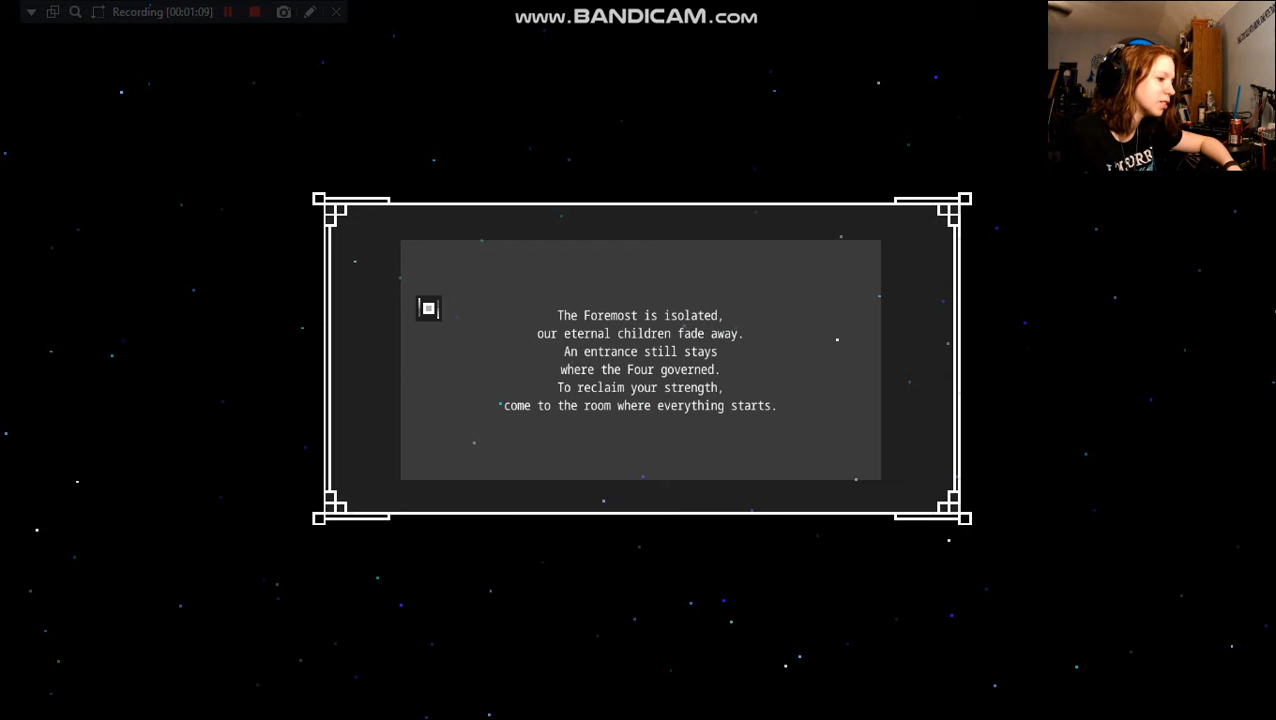 Recording [00:01:09]
www.BANDICAM.com
The Foremost is isolated,
our eternal children fade away.
An entrance still stays
where the Four governed.
To reclaim your strength,
come to the room where everything starts.